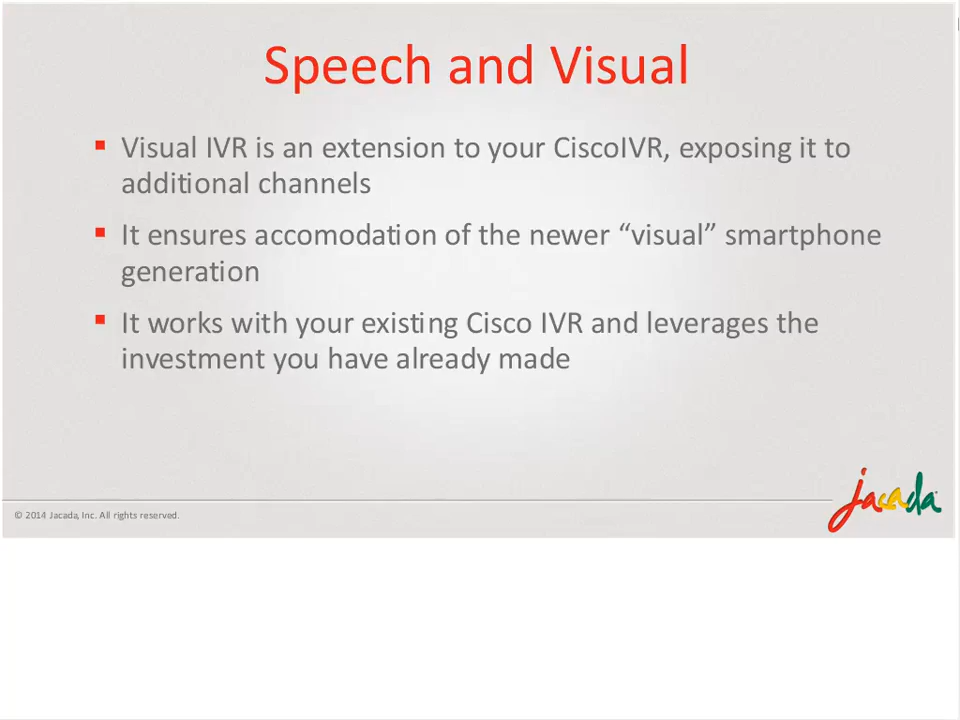 Speech and Visual
▪ Visual IVR is an extension to your CiscoIVR, exposing it to
additional channels
▪ It ensures accomodation of the newer “visual” smartphone
generation
▪ It works with your existing Cisco IVR and leverages the
investment you have already made
© 2014 Jacada, Inc. All rights reserved.
jacada